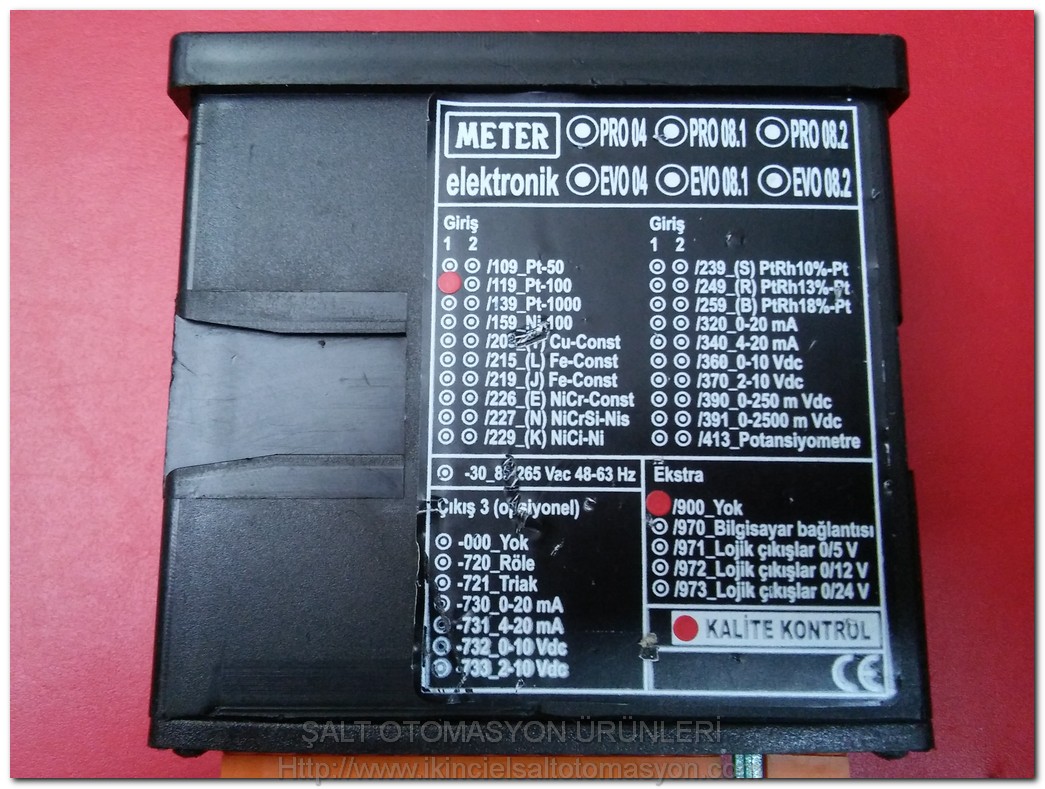 METER PRO 04 PRO 08.1 PRO 08.2
elektronik EVO 04 EVO 08.1 EVO 08.2
Giriş
1 2
/109_Pt-50
/119_Pt-100
/139_Pt-1000
/159_Ni-100
Cu-Const
/215_(L) Fe-Const
/219_(J) Fe-Const
/226_(E) NiCr-Const
/227_(N) NiCrSi-Nis
/229_(K) NiCi-Ni
Giriş
1 2
/239_(S) PtRh10%-Pt
/249_(R) PtRh13%-Pt
/259_(B) PtRh18%-Pt
/320_0-20 mA
/340_4-20 mA
/360_0-10 Vdc
/370_2-10 Vdc
/390_0-250 m Vdc
/391_0-2500 m Vdc
/413_Potansiyometre
265 Vac 48-63 Hz
Çıkış 3 (opsiyonel)
-000_Yok
-720_Röle
-721_Triak
-730_0-20 mA
-731_4-20 mA
-732_0-10 Vdc
-733_2-10 Vdc
Ekstra
/900_Yok
/970_Bilgisayar bağlantısı
/971_Lojik çıkışlar 0/5 V
/972_Lojik çıkışlar 0/12 V
/973_Lojik çıkışlar 0/24 V
KALİTE KONTROL
CE
ŞALT OTOMASYON ÜRÜNLERİ
Http://www.ikincielsaltotomasyon.com